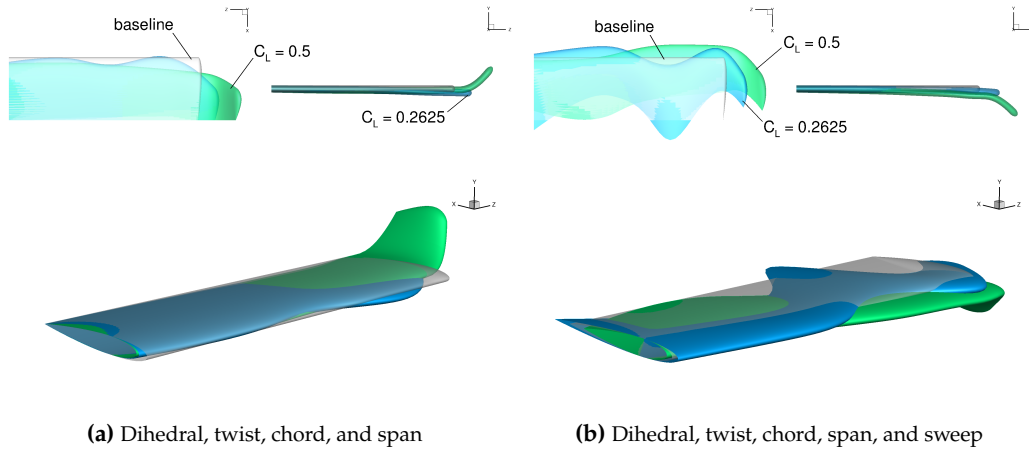 baseline
C_L = 0.5
C_L = 0.2625
baseline
C_L = 0.5
C_L = 0.2625
Z
Y
X
Y
Z
Z
Y
X
Y
Z
Y
X
Z
Y
X
Z
(a) Dihedral, twist, chord, and span
(b) Dihedral, twist, chord, span, and sweep